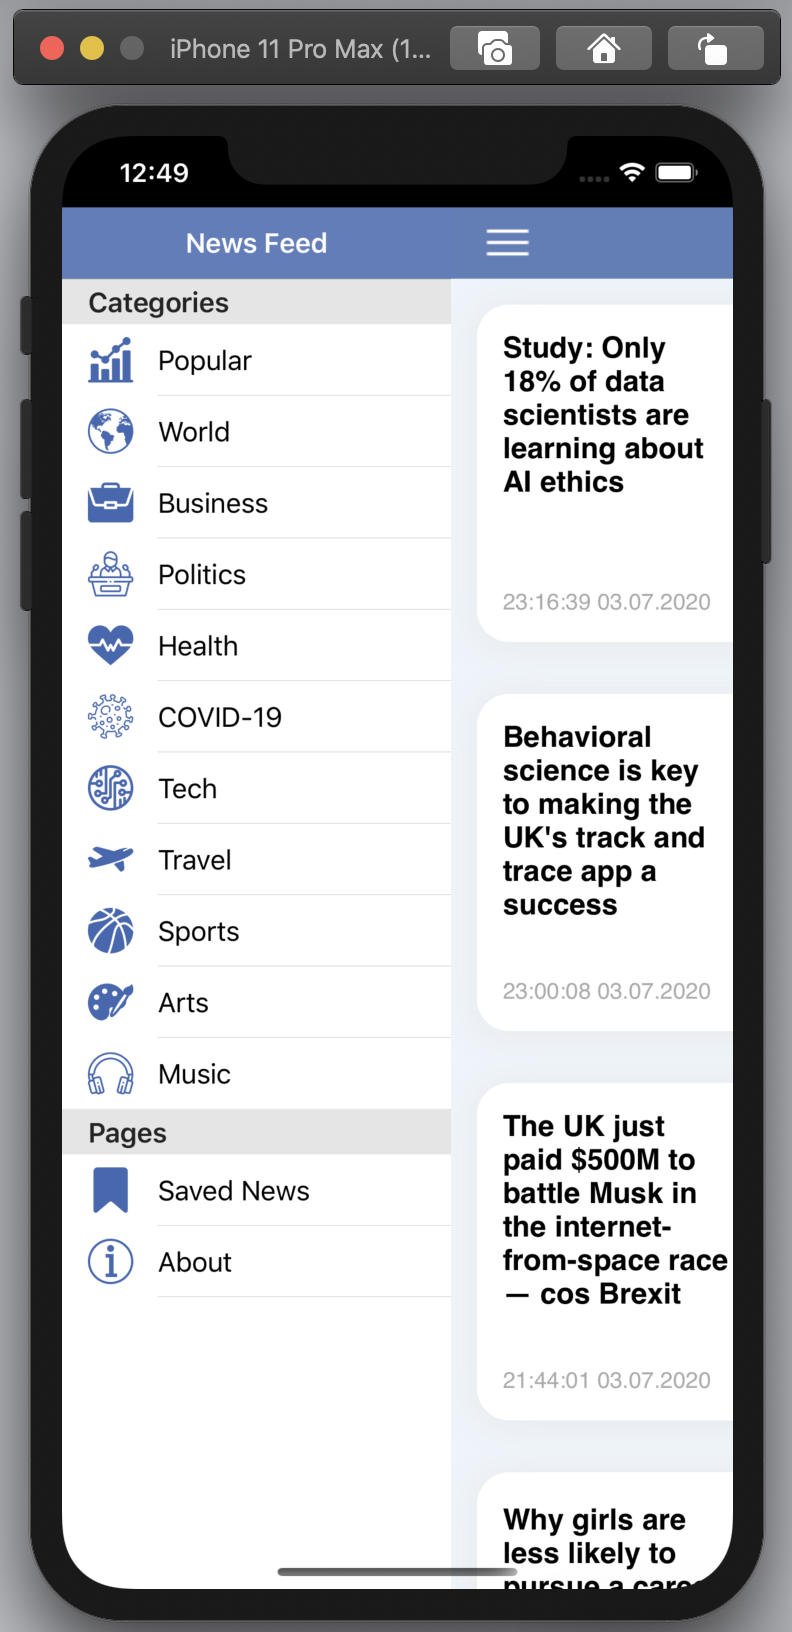 iPhone 11 Pro Max (1...
12:49
News Feed
Categories
Popular
World
Business
Politics
Health
COVID-19
Tech
Travel
Sports
Arts
Music
Pages
Saved News
About
Study: Only
18% of data
scientists are
learning about
AI ethics
23:16:39 03.07.2020
Behavioral
science is key
to making the
UK's track and
trace app a
success
23:00:08 03.07.2020
The UK just
paid $500M to
battle Musk in
the internet-
from-space race
— cos Brexit
21:44:01 03.07.2020
Why girls are
less likely to
pursue a